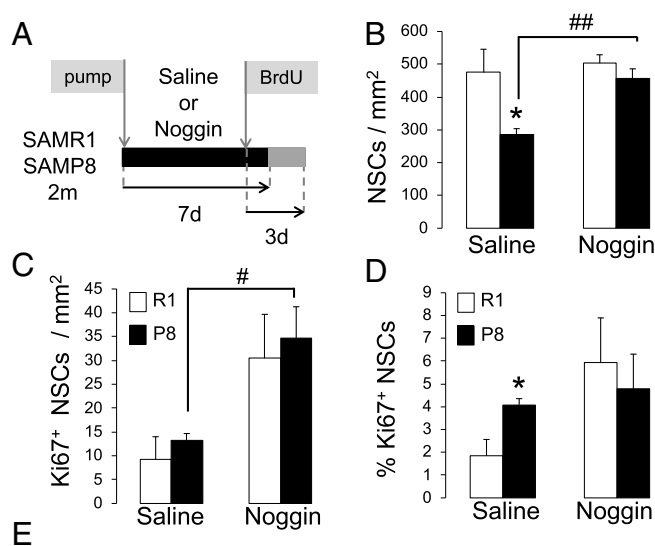 A
pump
Saline
or
Noggin
BrdU
SAMR1
SAMP8
2m
7d
3d
B
NSCs / mm²
600
500
400
300
200
100
0
##
*
Saline
Noggin
C
Ki67⁺ NSCs / mm²
45
40
35
30
25
20
15
10
5
0
R1
P8
#
Saline
Noggin
D
% Ki67⁺ NSCs
9
8
7
6
5
4
3
2
1
0
R1
P8
*
Saline
Noggin
E